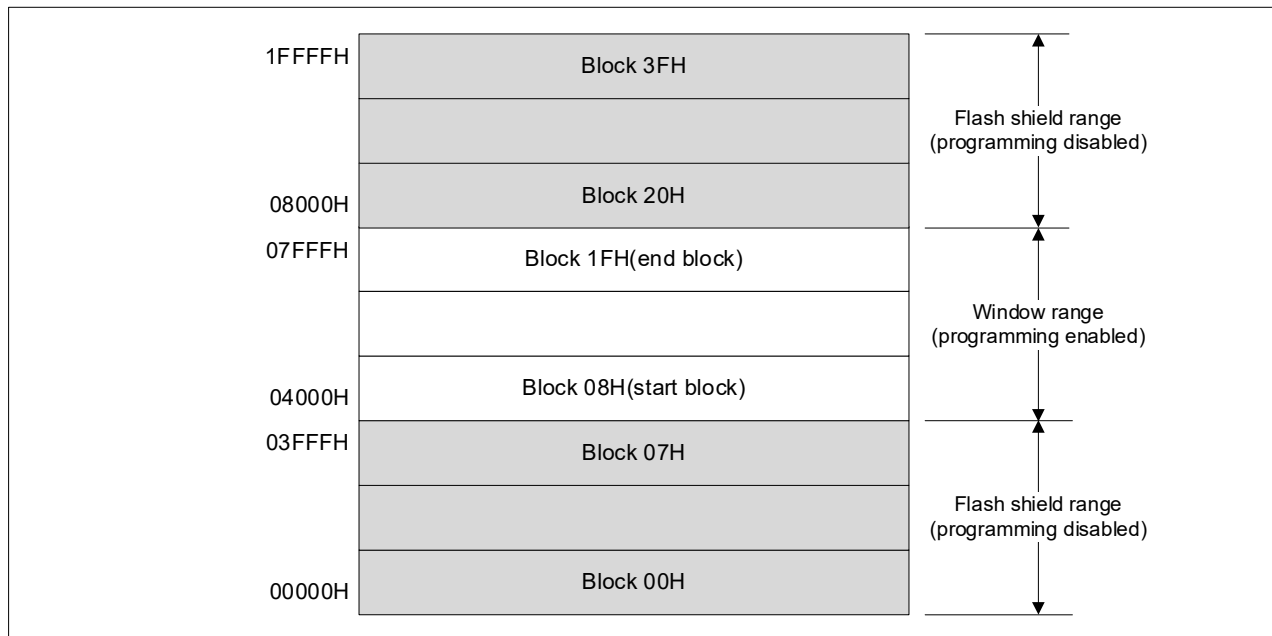 1FFFFH
Block 3FH
Flash shield range
(programming disabled)
Block 20H
08000H
07FFFH
Block 1FH(end block)
Window range
(programming enabled)
Block 08H(start block)
04000H
03FFFH
Block 07H
Flash shield range
(programming disabled)
Block 00H
00000H